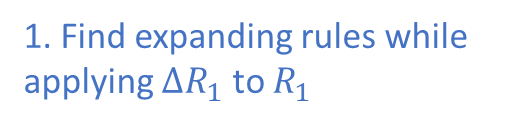 1. Find expanding rules while
applying ΔR₁ to R₁